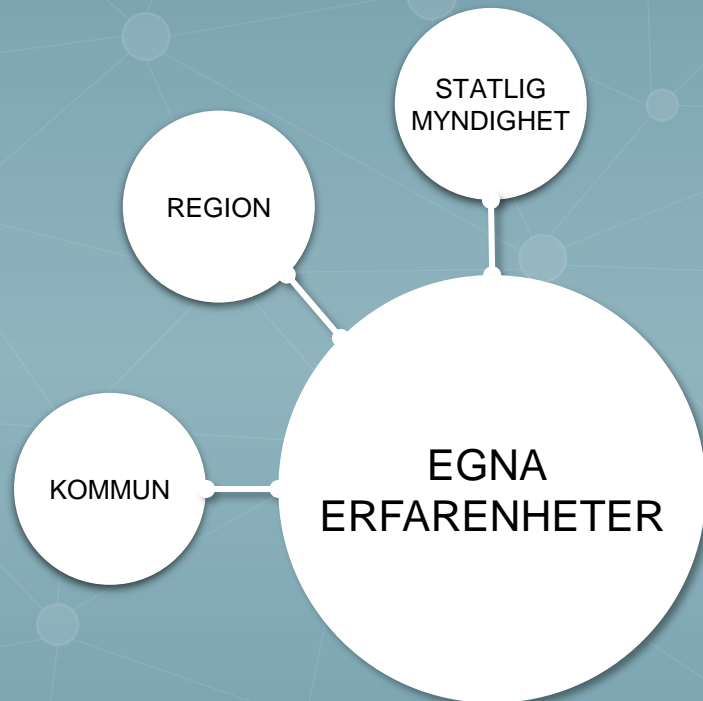 STATLIG
MYNDIGHET
REGION
KOMMUN
EGNA
ERFARENHETER